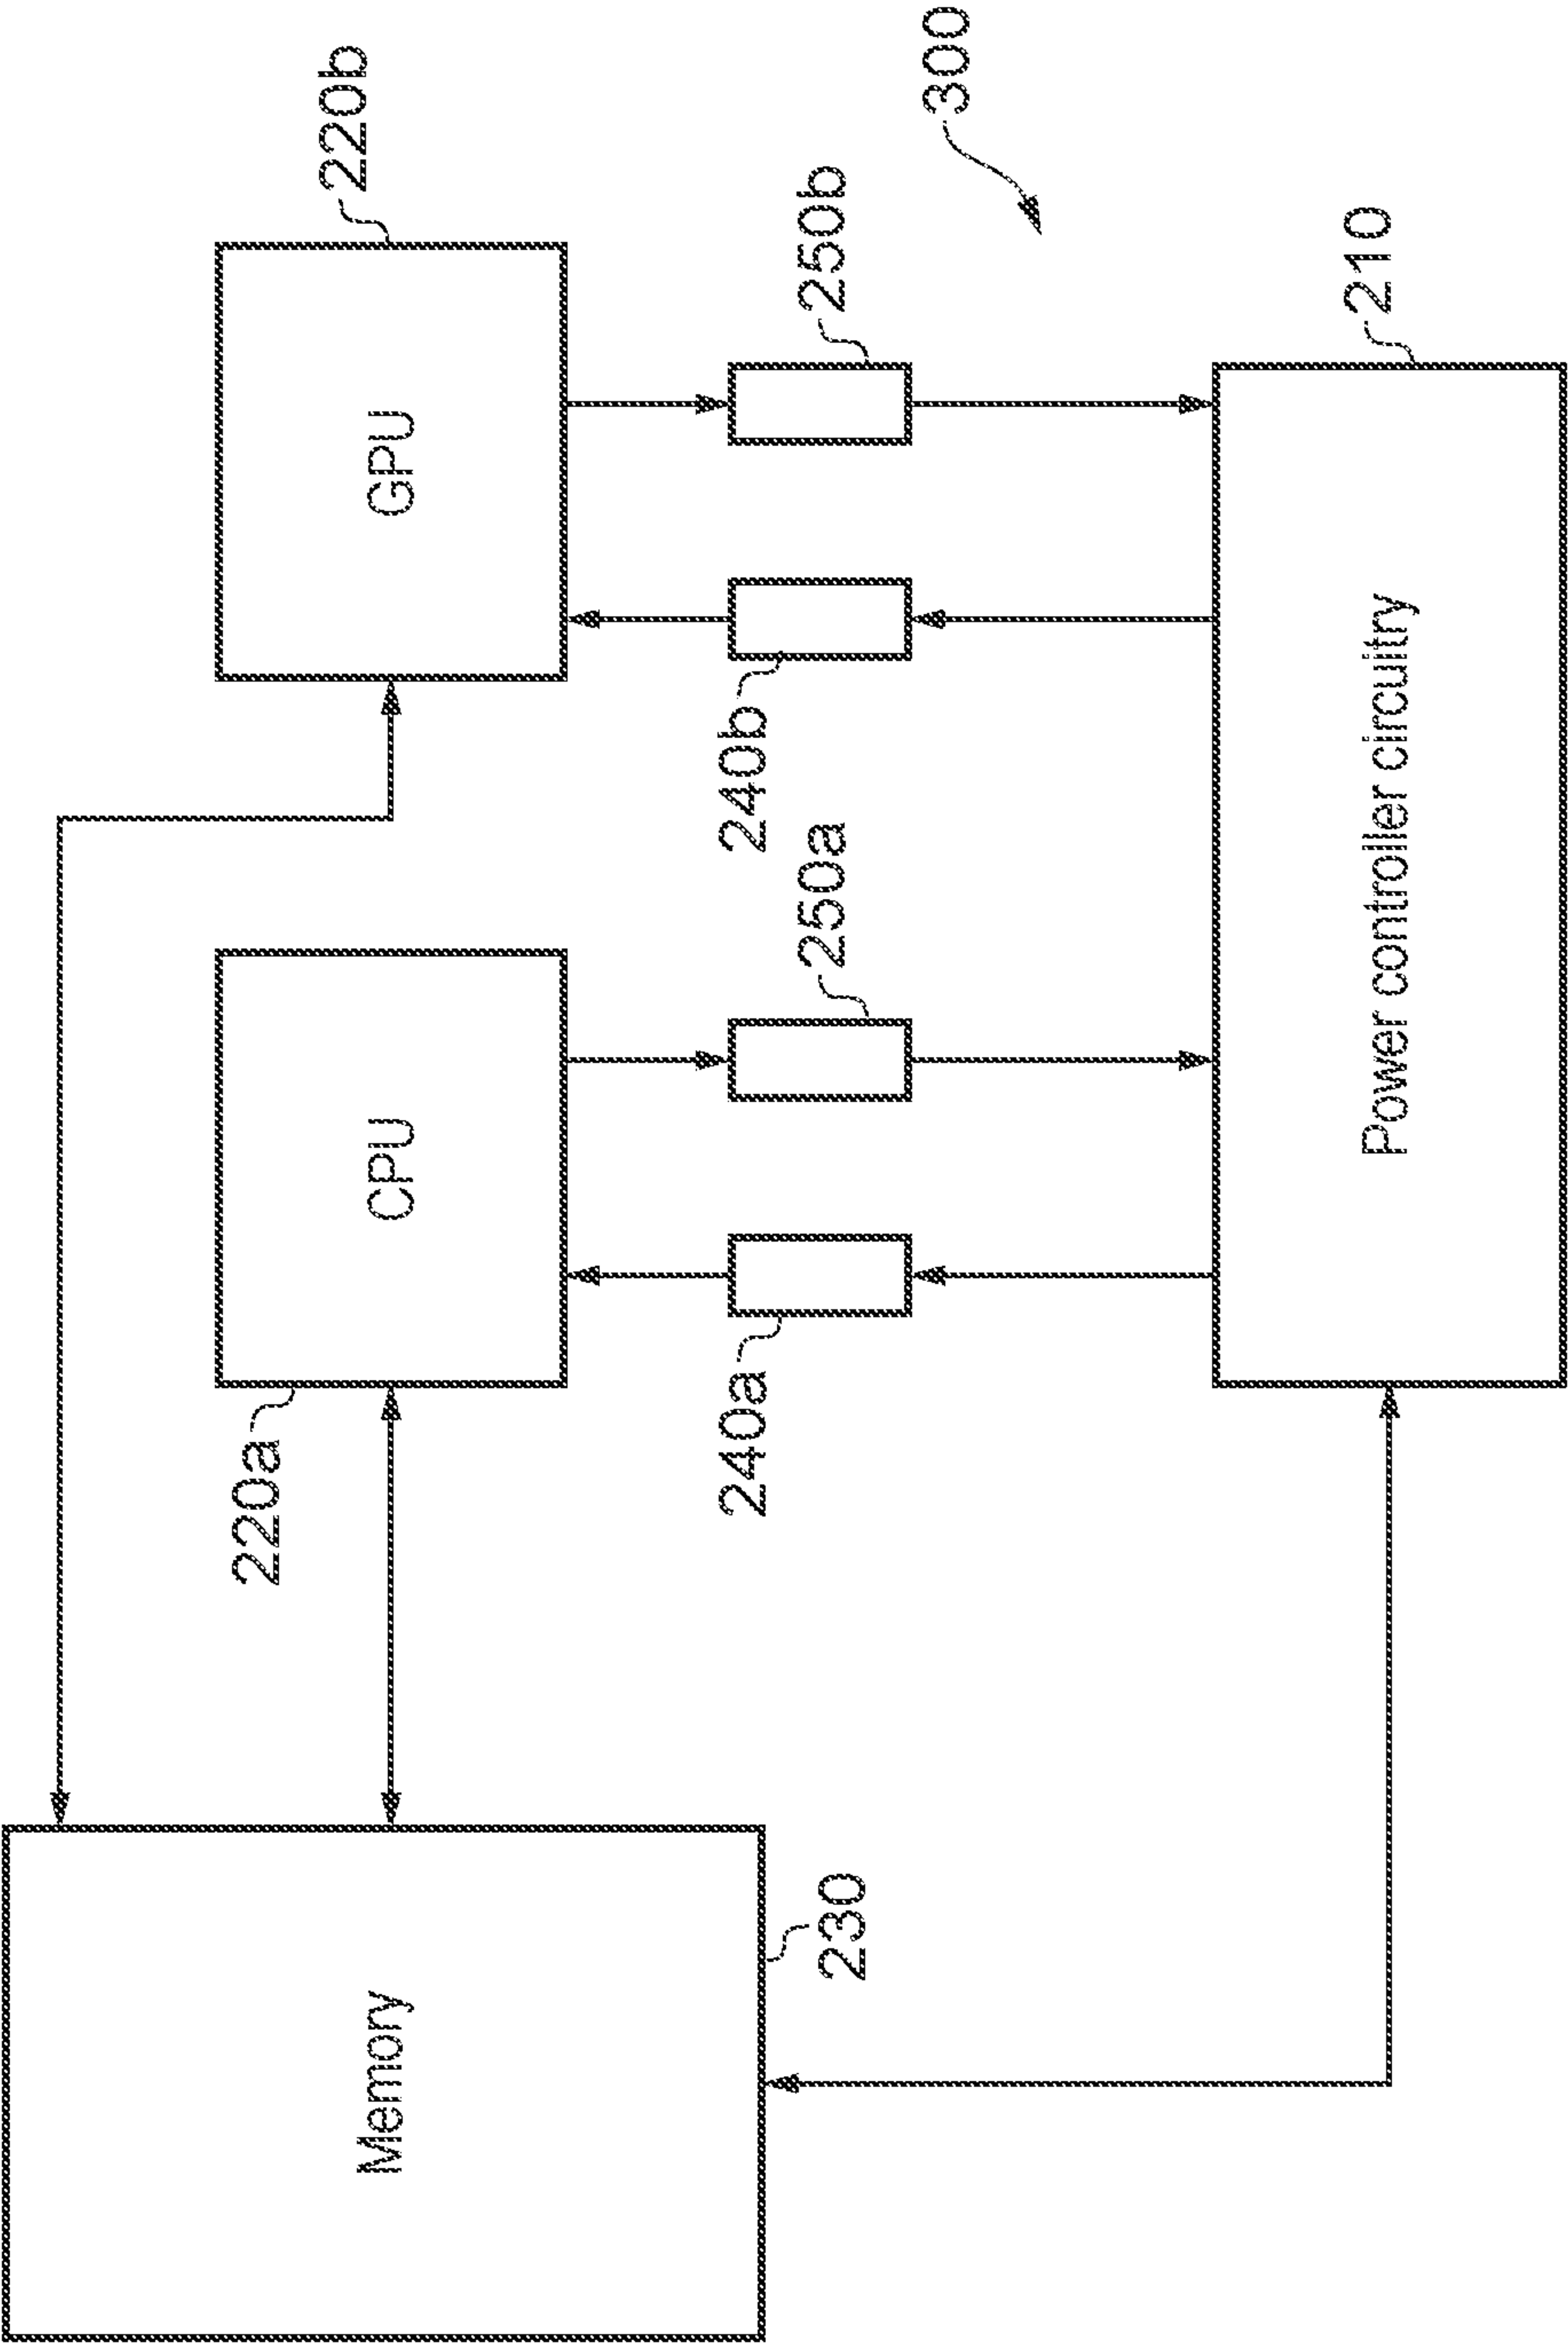 Memory
230
220a
CPU
GPU
220b
240a
250a
240b
250b
300
Power controller circuitry
210